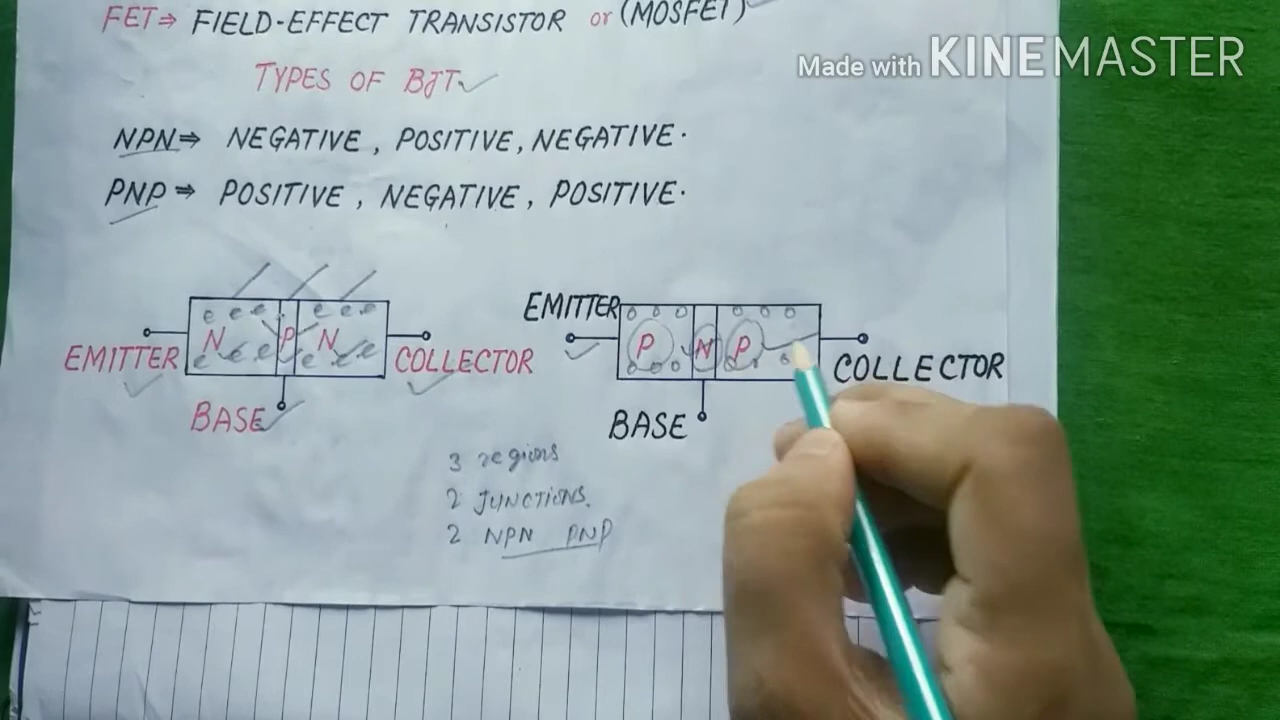 FET⇒ FIELD-EFFECT TRANSISTOR or (MOSFET)
Made with KINEMASTER
TYPES OF BJT
NPN⇒ NEGATIVE, POSITIVE, NEGATIVE.
PNP⇒ POSITIVE, NEGATIVE, POSITIVE.
e e e e e e
N P N
e e e e e e
EMITTER
COLLECTOR
BASE
EMITTER
P N P
COLLECTOR
BASE
3 regions
2 JUNCTIONS.
2 NPN PNP